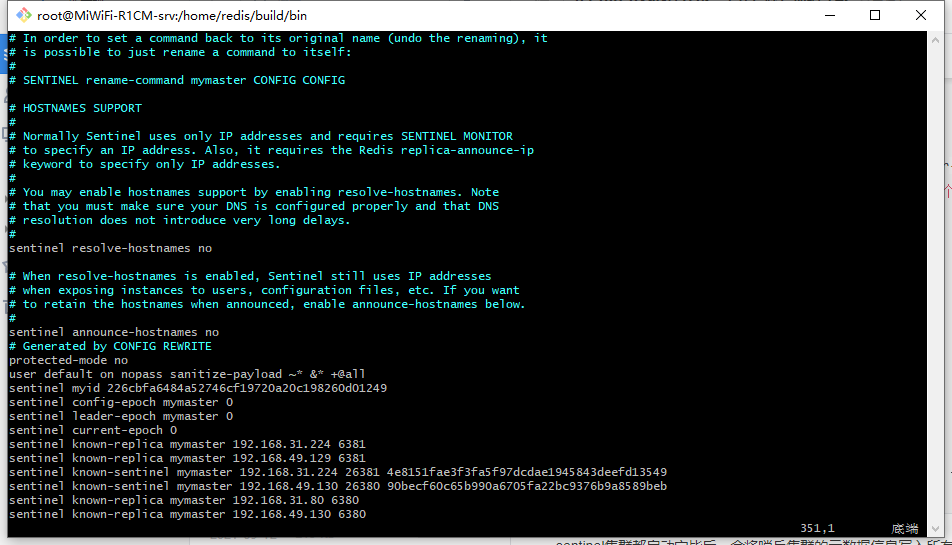 root@MiWiFi-R1CM-srv:/home/redis/build/bin
# In order to set a command back to its original name (undo the renaming), it
# is possible to just rename a command to itself:
#
# SENTINEL rename-command mymaster CONFIG CONFIG

# HOSTNAMES SUPPORT
#
# Normally Sentinel uses only IP addresses and requires SENTINEL MONITOR
# to specify an IP address. Also, it requires the Redis replica-announce-ip
# keyword to specify only IP addresses.
#
# You may enable hostnames support by enabling resolve-hostnames. Note
# that you must make sure your DNS is configured properly and that DNS
# resolution does not introduce very long delays.
#
sentinel resolve-hostnames no

# When resolve-hostnames is enabled, Sentinel still uses IP addresses
# when exposing instances to users, configuration files, etc. If you want
# to retain the hostnames when announced, enable announce-hostnames below.
#
sentinel announce-hostnames no
# Generated by CONFIG REWRITE
protected-mode no
user default on nopass sanitize-payload ~* &* +@all
sentinel myid 226cbfa6484a52746cf19720a20c198260d01249
sentinel config-epoch mymaster 0
sentinel leader-epoch mymaster 0
sentinel current-epoch 0
sentinel known-replica mymaster 192.168.31.224 6381
sentinel known-replica mymaster 192.168.49.129 6381
sentinel known-sentinel mymaster 192.168.31.224 26381 4e8151fae3f3fa5f97dcdae1945843deefd13549
sentinel known-sentinel mymaster 192.168.49.130 26380 90becf60c65b990a6705fa22bc9376b9a8589beb
sentinel known-replica mymaster 192.168.31.80 6380
sentinel known-replica mymaster 192.168.49.130 6380
351,1 底端